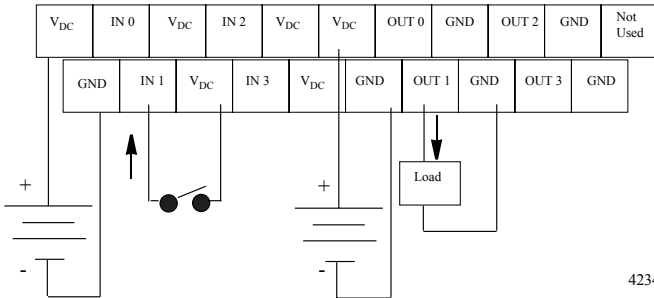 VDC IN 0 VDC IN 2 VDC VDC OUT 0 GND OUT 2 GND Not Used
GND IN 1 VDC IN 3 VDC GND OUT 1 GND OUT 3 GND
+
+
Load
-
-
4234